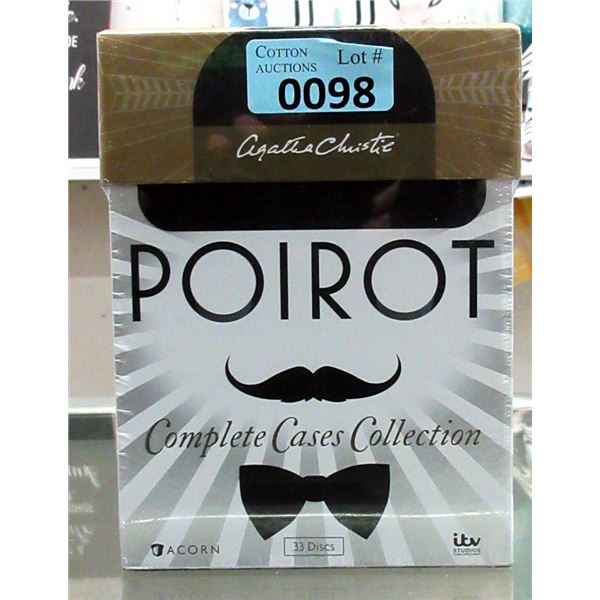 COTTON
AUCTIONS
Lot #
0098
Agatha Christie
POIROT
Complete Cases Collection
ACORN
33 Discs
itv
STUDIOS